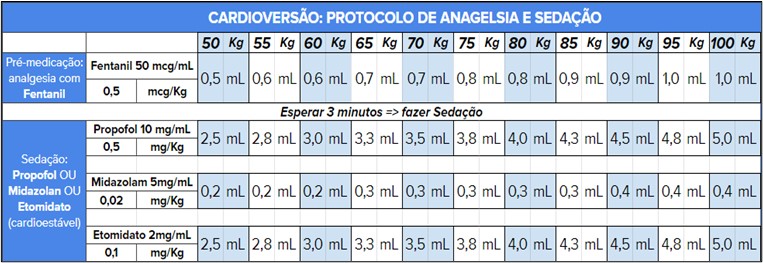 CARDIOVERSÃO: PROTOCOLO DE ANAGELSIA E SEDAÇÃO
50 Kg 55 Kg 60 Kg 65 Kg 70 Kg 75 Kg 80 Kg 85 Kg 90 Kg 95 Kg 100 Kg
Pré-medicação: analgesia com Fentanil
Fentanil 50 mcg/mL
0,5 mcg/Kg
0,5 mL 0,6 mL 0,6 mL 0,7 mL 0,7 mL 0,8 mL 0,8 mL 0,9 mL 0,9 mL 1,0 mL 1,0 mL
Esperar 3 minutos => fazer Sedação
Sedação:
Propofol OU
Midazolan OU
Etomidato
(cardioestável)
Propofol 10 mg/mL
0,5 mg/Kg
2,5 mL 2,8 mL 3,0 mL 3,3 mL 3,5 mL 3,8 mL 4,0 mL 4,3 mL 4,5 mL 4,8 mL 5,0 mL
Midazolam 5mg/mL
0,02 mg/Kg
0,2 mL 0,2 mL 0,2 mL 0,3 mL 0,3 mL 0,3 mL 0,3 mL 0,3 mL 0,4 mL 0,4 mL 0,4 mL
Etomidato 2mg/mL
0,1 mg/Kg
2,5 mL 2,8 mL 3,0 mL 3,3 mL 3,5 mL 3,8 mL 4,0 mL 4,3 mL 4,5 mL 4,8 mL 5,0 mL